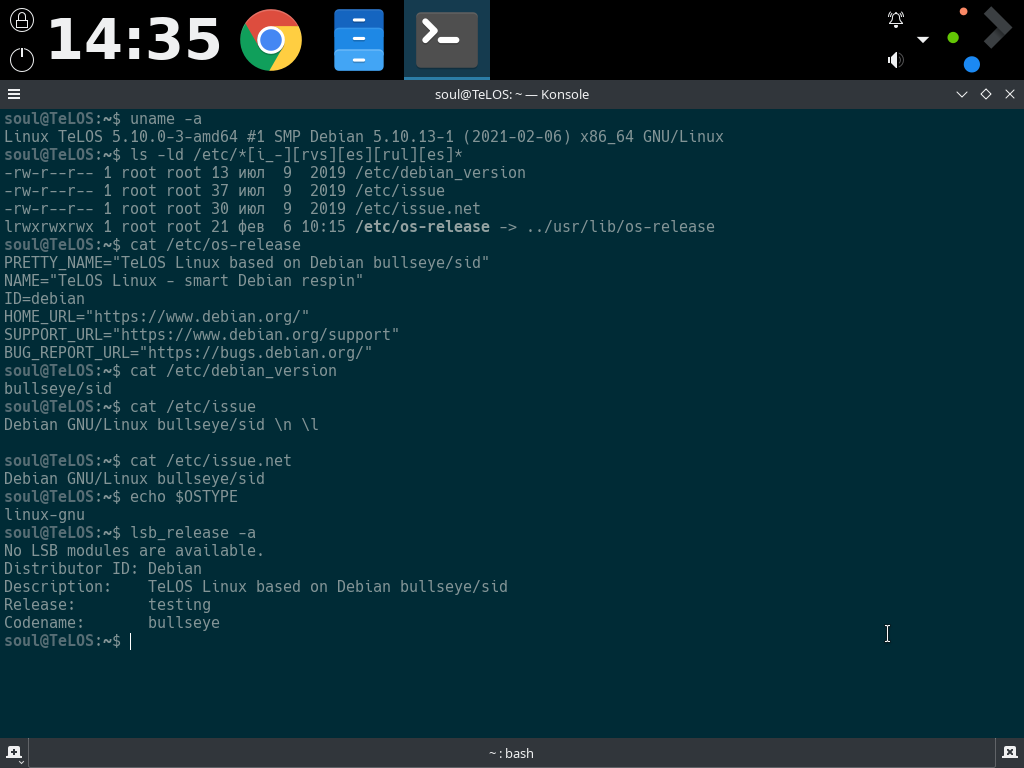 14:35
soul@TeLOS: ~ — Konsole
soul@TeLOS:~$ uname -a
Linux TeLOS 5.10.0-3-amd64 #1 SMP Debian 5.10.13-1 (2021-02-06) x86_64 GNU/Linux
soul@TeLOS:~$ ls -ld /etc/*[i_-][rvs][es][rul][es]*
-rw-r--r-- 1 root root 13 июл  9  2019 /etc/debian_version
-rw-r--r-- 1 root root 37 июл  9  2019 /etc/issue
-rw-r--r-- 1 root root 30 июл  9  2019 /etc/issue.net
lrwxrwxrwx 1 root root 21 фев  6 10:15 /etc/os-release -> ../usr/lib/os-release
soul@TeLOS:~$ cat /etc/os-release
PRETTY_NAME="TeLOS Linux based on Debian bullseye/sid"
NAME="TeLOS Linux - smart Debian respin"
ID=debian
HOME_URL="https://www.debian.org/"
SUPPORT_URL="https://www.debian.org/support"
BUG_REPORT_URL="https://bugs.debian.org/"
soul@TeLOS:~$ cat /etc/debian_version
bullseye/sid
soul@TeLOS:~$ cat /etc/issue
Debian GNU/Linux bullseye/sid \n \l
soul@TeLOS:~$ cat /etc/issue.net
Debian GNU/Linux bullseye/sid
soul@TeLOS:~$ echo $OSTYPE
linux-gnu
soul@TeLOS:~$ lsb_release -a
No LSB modules are available.
Distributor ID: Debian
Description:    TeLOS Linux based on Debian bullseye/sid
Release:        testing
Codename:       bullseye
soul@TeLOS:~$
~ : bash